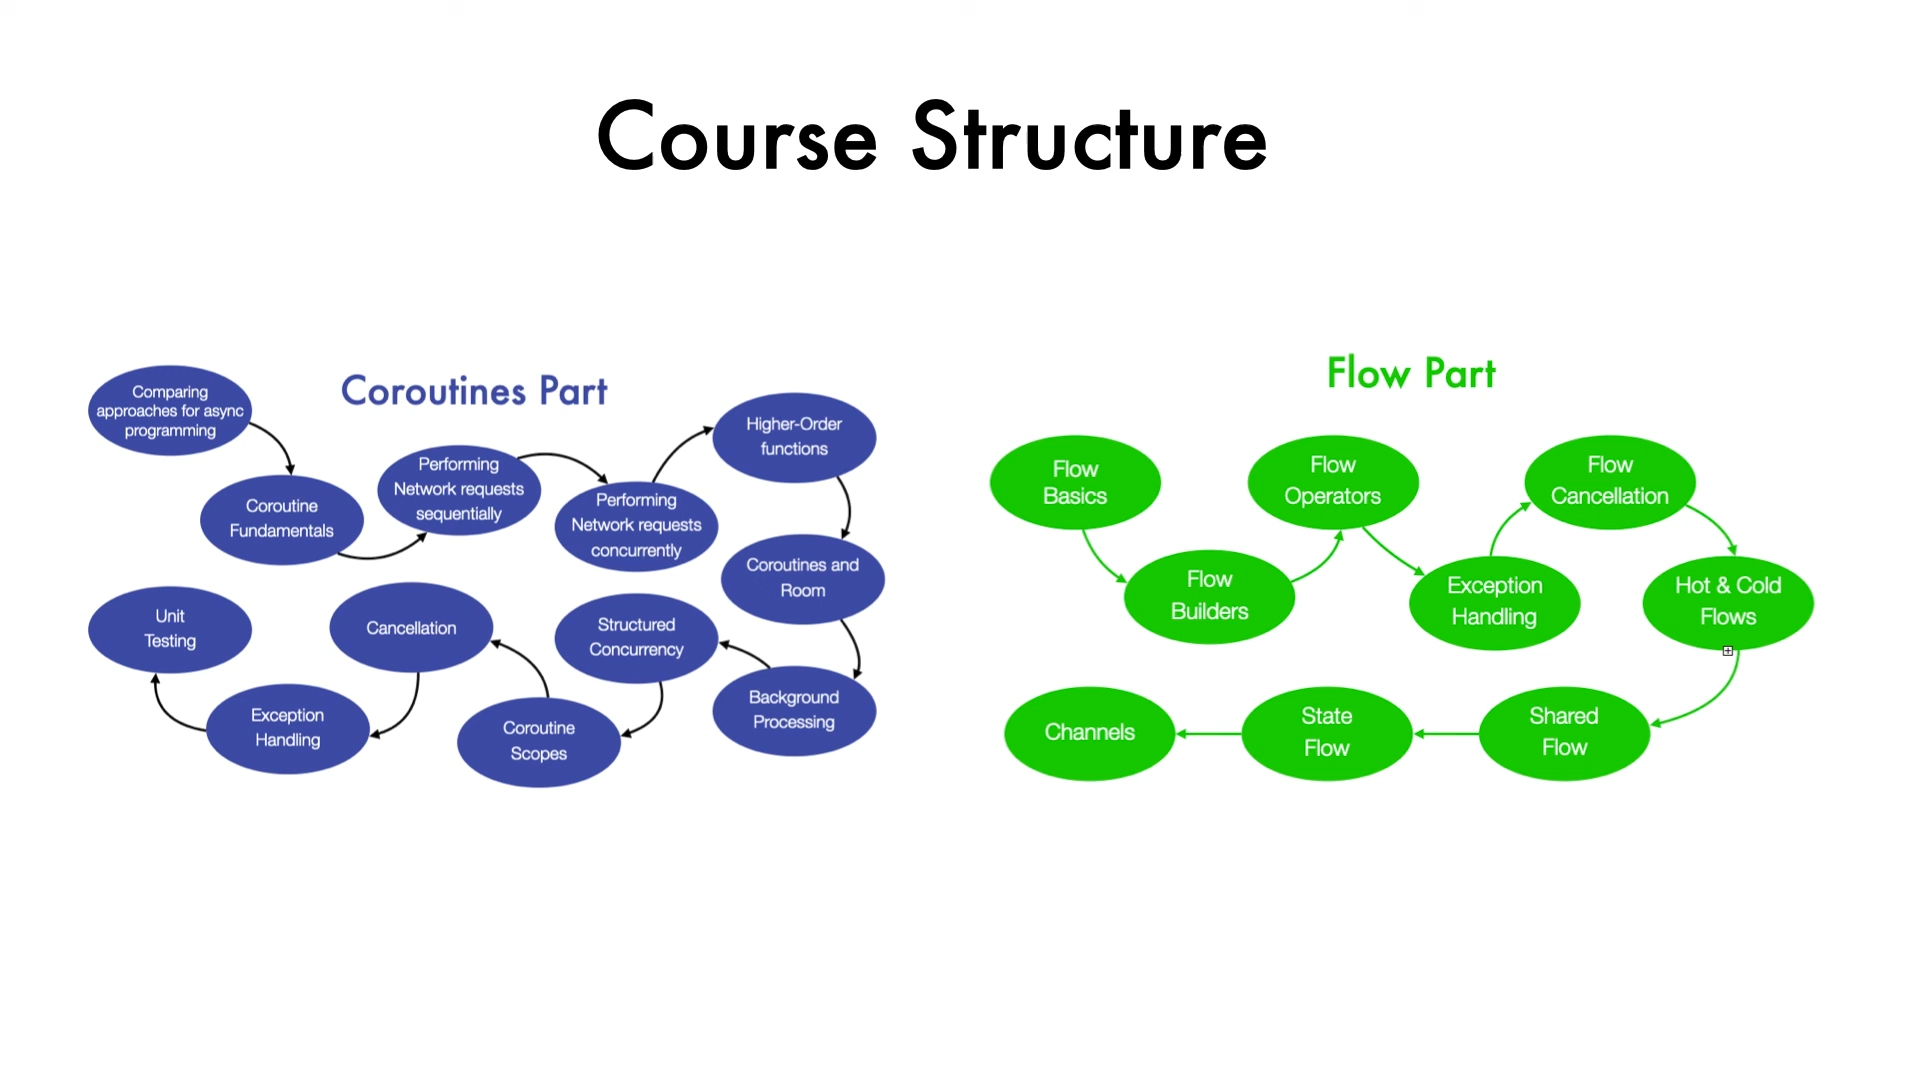 Course Structure
Coroutines Part
Comparing
approaches for async
programming
Coroutine
Fundamentals
Performing
Network requests
sequentially
Performing
Network requests
concurrently
Higher-Order
functions
Coroutines and
Room
Background
Processing
Structured
Concurrency
Coroutine
Scopes
Cancellation
Exception
Handling
Unit
Testing
Flow Part
Flow
Basics
Flow
Builders
Flow
Operators
Exception
Handling
Flow
Cancellation
Hot & Cold
Flows
Shared
Flow
State
Flow
Channels